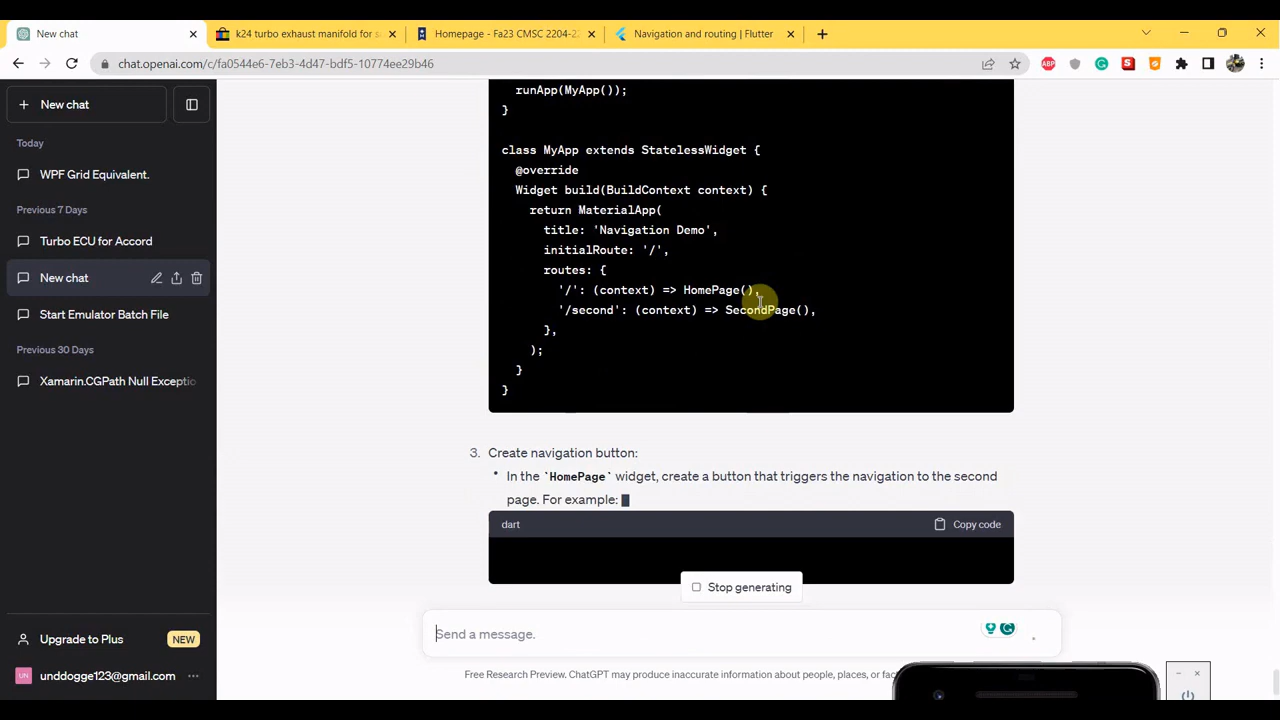 New chat
k24 turbo exhaust manifold for s
Homepage - Fa23 CMSC 2204-2
Navigation and routing | Flutter
chat.openai.com/c/fa0544e6-7eb3-4d47-bdf5-10774ee29b46
ABP
New chat
Today
WPF Grid Equivalent.
Previous 7 Days
Turbo ECU for Accord
New chat
Start Emulator Batch File
Previous 30 Days
Xamarin.CGPath Null Exceptio
Upgrade to Plus NEW
UN unddogge123@gmail.com
runApp(MyApp());
}
class MyApp extends StatelessWidget {
@override
Widget build(BuildContext context) {
return MaterialApp(
title: 'Navigation Demo',
initialRoute: '/',
routes: {
'/': (context) => HomePage(),
'/second': (context) => SecondPage(),
},
);
}
}
3. Create navigation button:
• In the `HomePage` widget, create a button that triggers the navigation to the second
page. For example:
dart Copy code
Stop generating
Send a message.
Free Research Preview. ChatGPT may produce inaccurate information about people, places, or fac